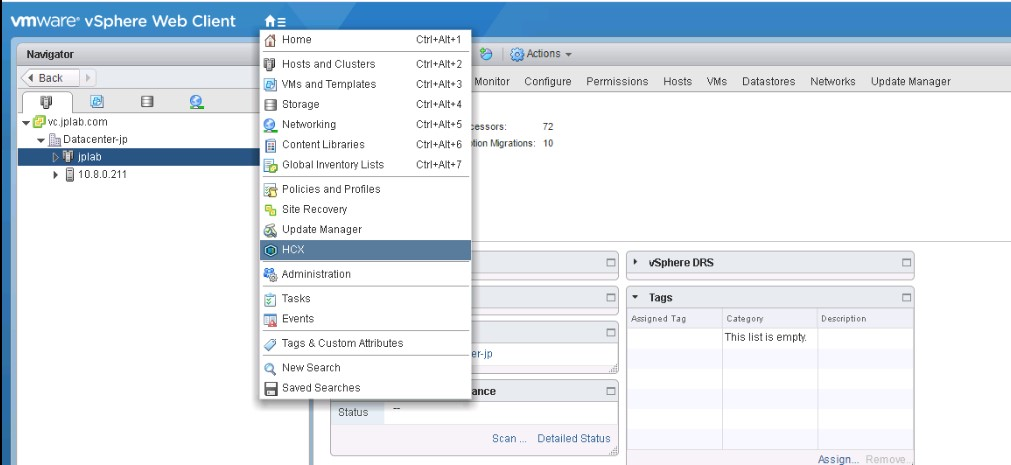 vmware® vSphere Web Client
Navigator
Back
vc.jplab.com
Datacenter-jp
jplab
10.8.0.211
Home Ctrl+Alt+1
Hosts and Clusters Ctrl+Alt+2
VMs and Templates Ctrl+Alt+3
Storage Ctrl+Alt+4
Networking Ctrl+Alt+5
Content Libraries Ctrl+Alt+6
Global Inventory Lists Ctrl+Alt+7
Policies and Profiles
Site Recovery
Update Manager
HCX
Administration
Tasks
Events
Tags & Custom Attributes
New Search
Saved Searches
Actions
Monitor Configure Permissions Hosts VMs Datastores Networks Update Manager
cessors: 72
otion Migrations: 10
er-jp
ance
Status --
Scan ... Detailed Status
vSphere DRS
Tags
Assigned Tag Category Description
This list is empty.
Assign... Remove...